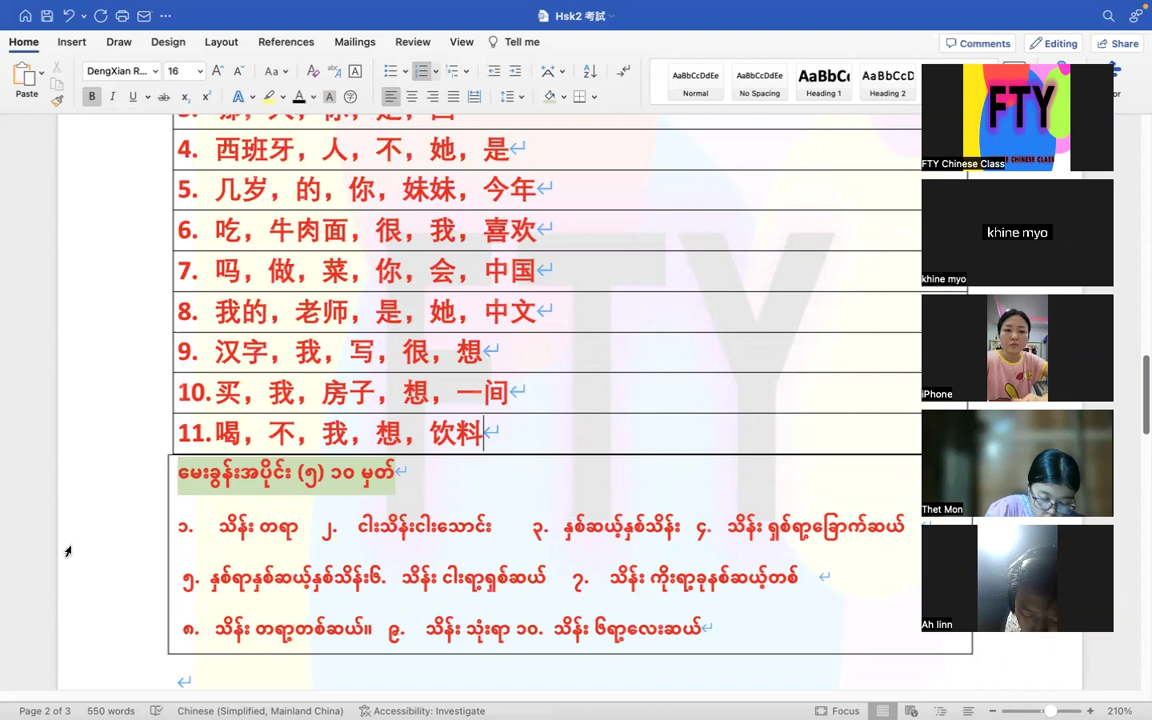 Hsk2 考試
Home Insert Draw Design Layout References Mailings Review View Tell me
Comments Editing Share
Paste
DengXian R... 16
Normal
No Spacing
Heading 1
Heading 2
4. 西班牙，人，不，她，是
5. 几岁，的，你，妹妹，今年
6. 吃，牛肉面，很，我，喜欢
7. 吗，做，菜，你，会，中国
8. 我的，老师，是，她，中文
9. 汉字，我，写，很，想
10. 买，我，房子，想，一间
11. 喝，不，我，想，饮料
မေးခွန်းအပိုင်း (၅) ၁၀ မှတ်
၁. သိန်း တရာ ၂. ငါးသိန်းငါးသောင်း ၃. နှစ်ဆယ့်နှစ်သိန်း ၄. သိန်း ရှစ်ရာ့ခြောက်ဆယ်
၅. နှစ်ရာနှစ်ဆယ့်နှစ်သိန်း၆. သိန်း ငါးရာ့ရှစ်ဆယ် ၇. သိန်း ကိုးရာ့ခုနစ်ဆယ့်တစ်
၈. သိန်း တရာ့တစ်ဆယ်။ ၉. သိန်း သုံးရာ ၁၀. သိန်း ၆ရာ့လေးဆယ်
FTY
FTY
FTY Chinese Class
khine myo
khine myo
iPhone
Thet Mon
Ah linn
Page 2 of 3 550 words Chinese (Simplified, Mainland China) Accessibility: Investigate Focus 210%